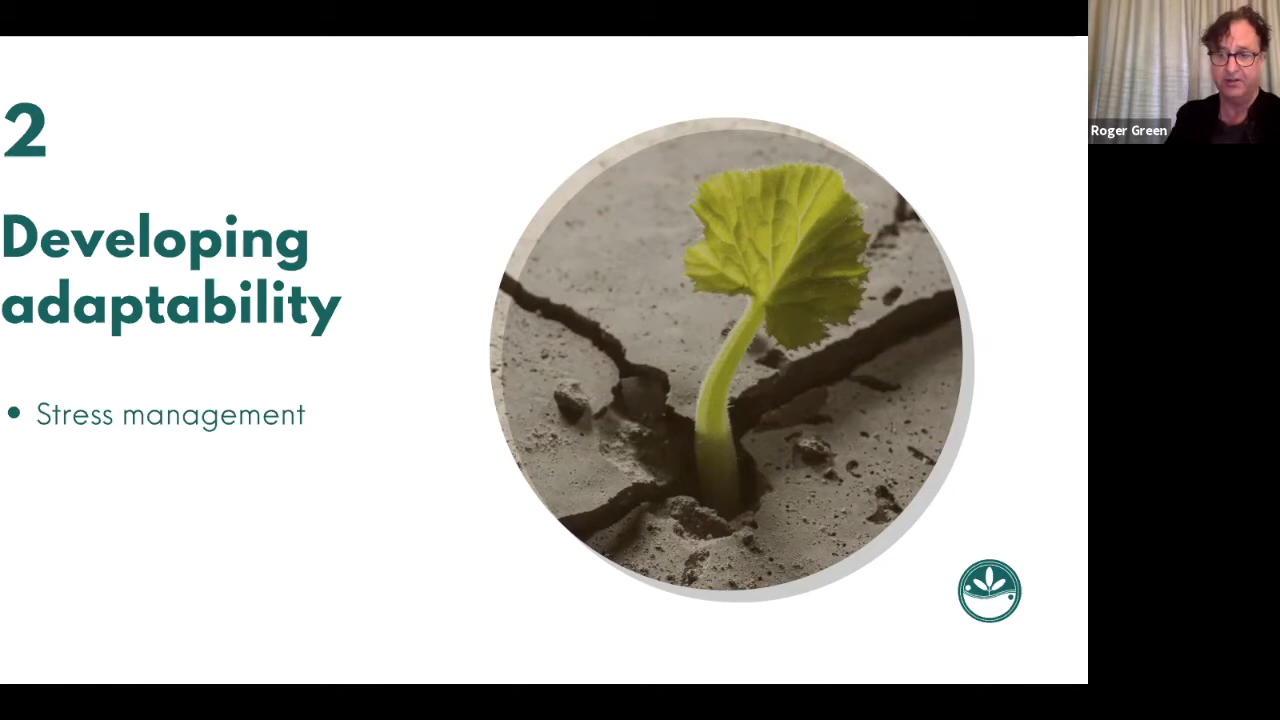 2
Developing
adaptability
• Stress management
Roger Green